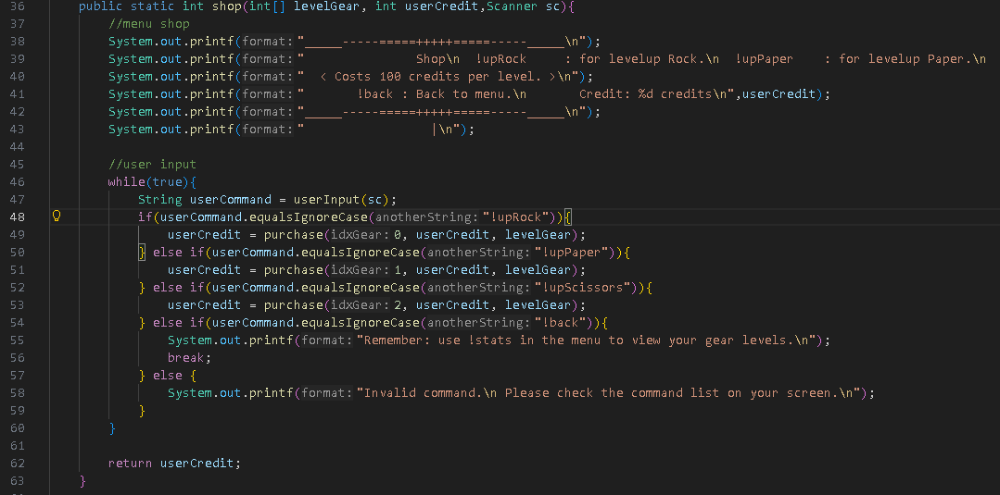 36 public static int shop(int[] levelGear, int userCredit,Scanner sc){
37 //menu shop
38 System.out.printf(format: "_____-----=====+++++=====-----_____\n");
39 System.out.printf(format: "               Shop\n  !upRock     : for levelup Rock.\n  !upPaper    : for levelup Paper.\n
40 System.out.printf(format: "  < Costs 100 credits per level. >\n");
41 System.out.printf(format: "       !back : Back to menu.\n       Credit: %d credits\n",userCredit);
42 System.out.printf(format: "_____-----=====+++++=====-----_____\n");
43 System.out.printf(format: "                 |\n");
44
45 //user input
46 while(true){
47 String userCommand = userInput(sc);
48 if(userCommand.equalsIgnoreCase(anotherString: "!upRock")){
49 userCredit = purchase(idxGear: 0, userCredit, levelGear);
50 } else if(userCommand.equalsIgnoreCase(anotherString: "!upPaper")){
51 userCredit = purchase(idxGear: 1, userCredit, levelGear);
52 } else if(userCommand.equalsIgnoreCase(anotherString: "!upScissors")){
53 userCredit = purchase(idxGear: 2, userCredit, levelGear);
54 } else if(userCommand.equalsIgnoreCase(anotherString: "!back")){
55 System.out.printf(format: "Remember: use !stats in the menu to view your gear levels.\n");
56 break;
57 } else {
58 System.out.printf(format: "Invalid command.\n Please check the command list on your screen.\n");
59 }
60 }
61
62 return userCredit;
63 }